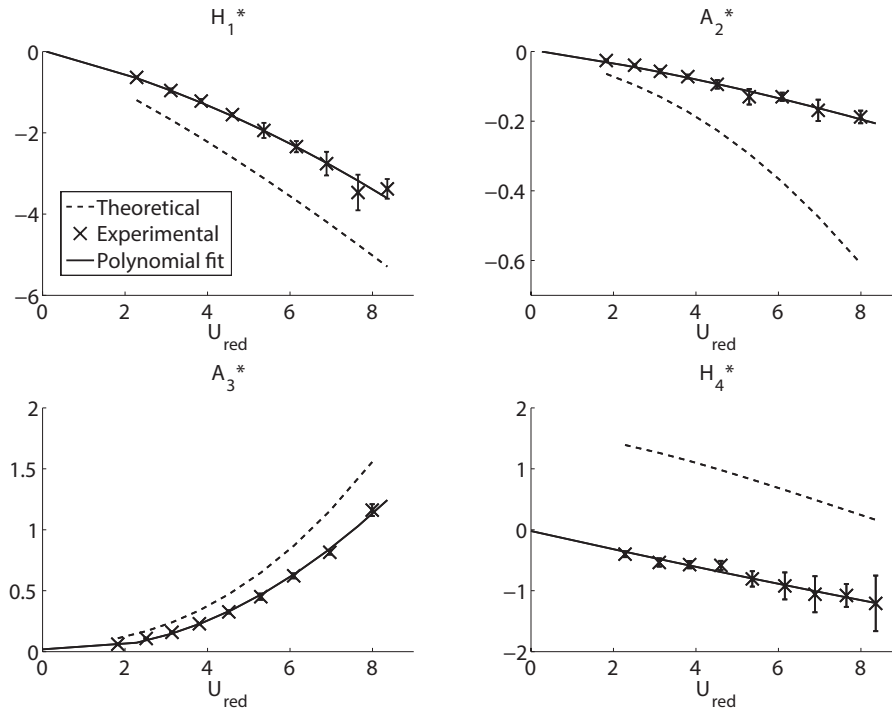 H1*
0
−2
−4
−6
Theoretical
Experimental
Polynomial fit
0 2 4 6 8
Ured
A2*
0
−0.2
−0.4
−0.6
0 2 4 6 8
Ured
A3*
2
1.5
1
0.5
0
0 2 4 6 8
Ured
H4*
2
1
0
−1
−2
0 2 4 6 8
Ured